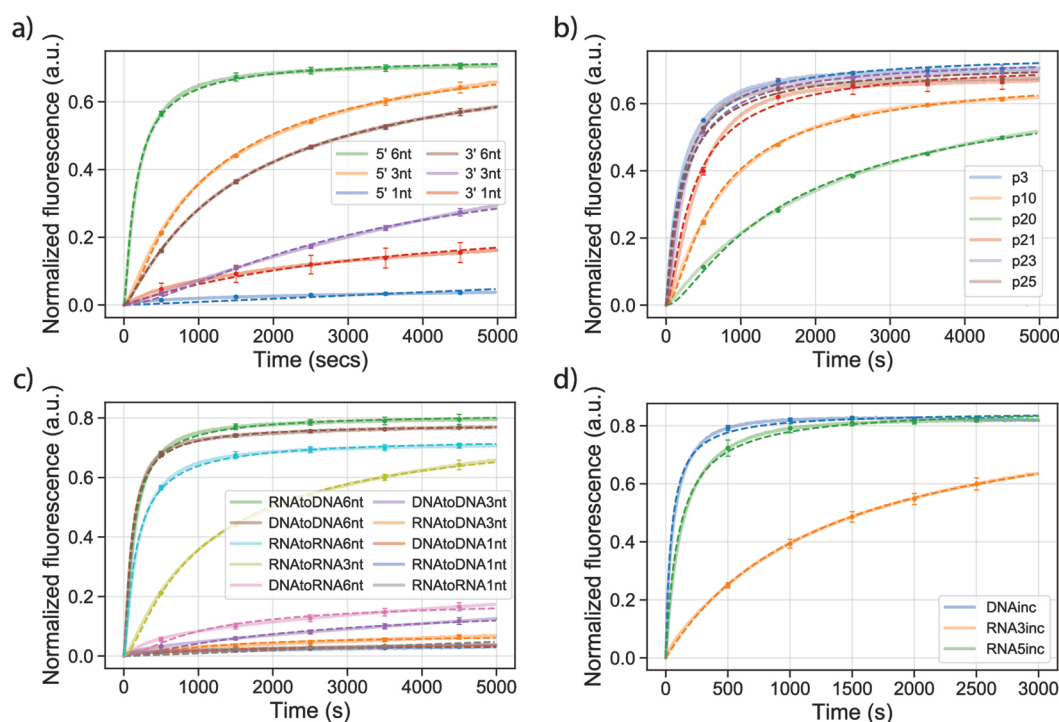 a)
Normalized fluorescence (a.u.)
0.6
0.4
0.2
0.0
5' 6nt
3' 6nt
5' 3nt
3' 3nt
5' 1nt
3' 1nt
0
1000
2000
3000
4000
5000
Time (secs)
b)
Normalized fluorescence (a.u.)
0.6
0.4
0.2
0.0
p3
p10
p20
p21
p23
p25
0
1000
2000
3000
4000
5000
Time (s)
c)
Normalized fluorescence (a.u.)
0.8
0.6
0.4
0.2
0.0
RNAtoDNA6nt
DNAtoDNA3nt
DNAtoDNA6nt
RNAtoDNA3nt
RNAtoRNA6nt
DNAtoDNA1nt
RNAtoRNA3nt
RNAtoDNA1nt
DNAtoRNA6nt
RNAtoRNA1nt
0
1000
2000
3000
4000
5000
Time (s)
d)
Normalized fluorescence (a.u.)
0.8
0.6
0.4
0.2
0.0
DNAinc
RNA3inc
RNA5inc
0
500
1000
1500
2000
2500
3000
Time (s)